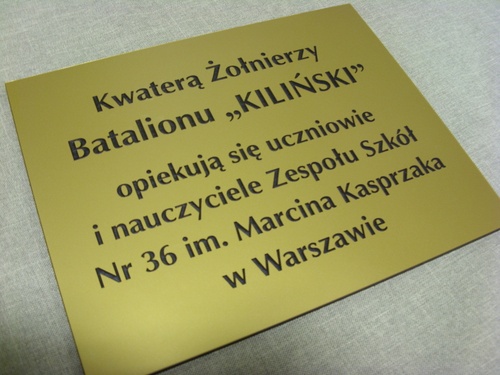 Kwaterą Żołnierzy
Batalionu „KILIŃSKI”
opiekują się uczniowie
i nauczyciele Zespołu Szkół
Nr 36 im. Marcina Kasprzaka
w Warszawie